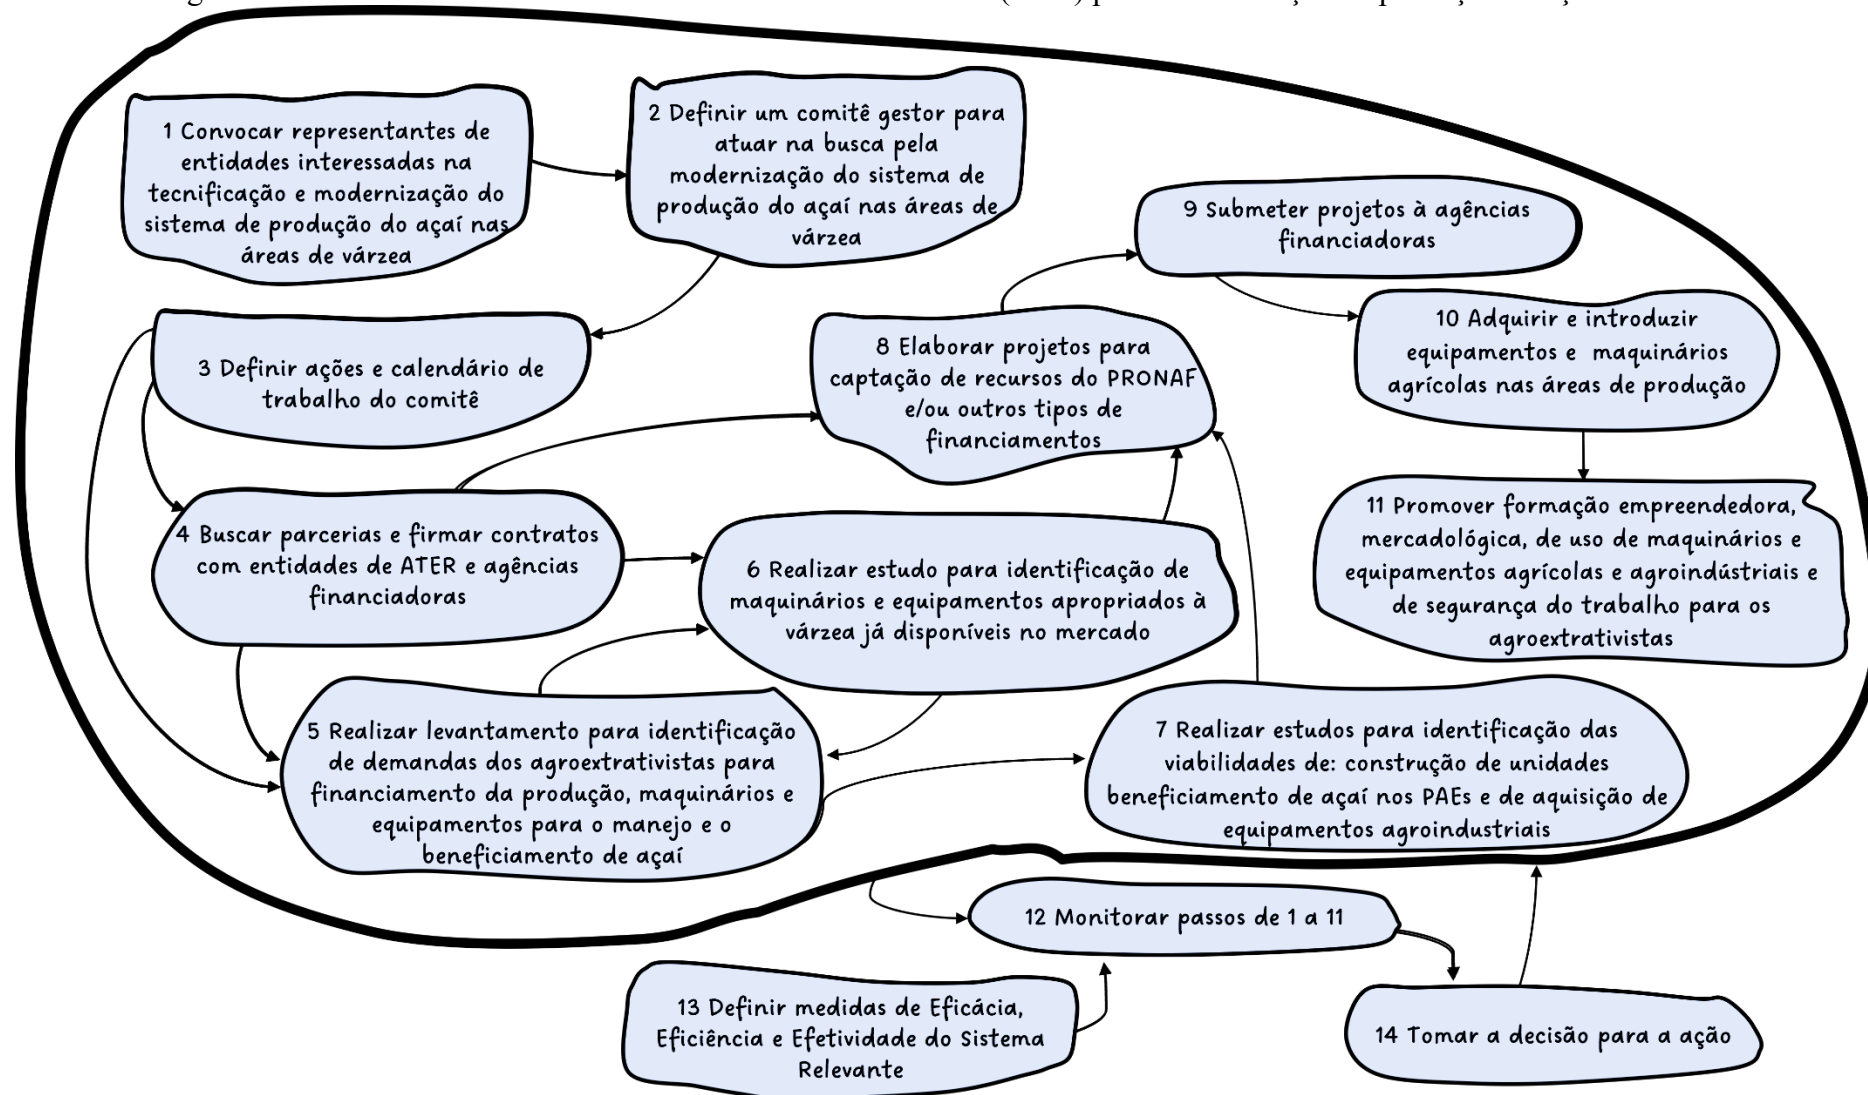 1 Convocar representantes de
entidades interessadas na
tecnificação e modernização do
sistema de produção do açaí nas
áreas de várzea
2 Definir um comitê gestor para
atuar na busca pela
modernização do sistema de
produção do açaí nas áreas de
várzea
3 Definir ações e calendário de
trabalho do comitê
4 Buscar parcerias e firmar contratos
com entidades de ATER e agências
financiadoras
5 Realizar levantamento para identificação
de demandas dos agroextrativistas para
financiamento da produção, maquinários e
equipamentos para o manejo e o
beneficiamento de açaí
6 Realizar estudo para identificação de
maquinários e equipamentos apropriados à
várzea já disponíveis no mercado
7 Realizar estudos para identificação das
viabilidades de: construção de unidades
beneficiamento de açaí nos PAEs e de aquisição de
equipamentos agroindustriais
8 Elaborar projetos para
captação de recursos do PRONAF
e/ou outros tipos de
financiamentos
9 Submeter projetos à agências
financiadoras
10 Adquirir e introduzir
equipamentos e maquinários
agrícolas nas áreas de produção
11 Promover formação empreendedora,
mercadológica, de uso de maquinários e
equipamentos agrícolas e agroindústriais e
de segurança do trabalho para os
agroextrativistas
12 Monitorar passos de 1 a 11
13 Definir medidas de Eficácia,
Eficiência e Efetividade do Sistema
Relevante
14 Tomar a decisão para a ação